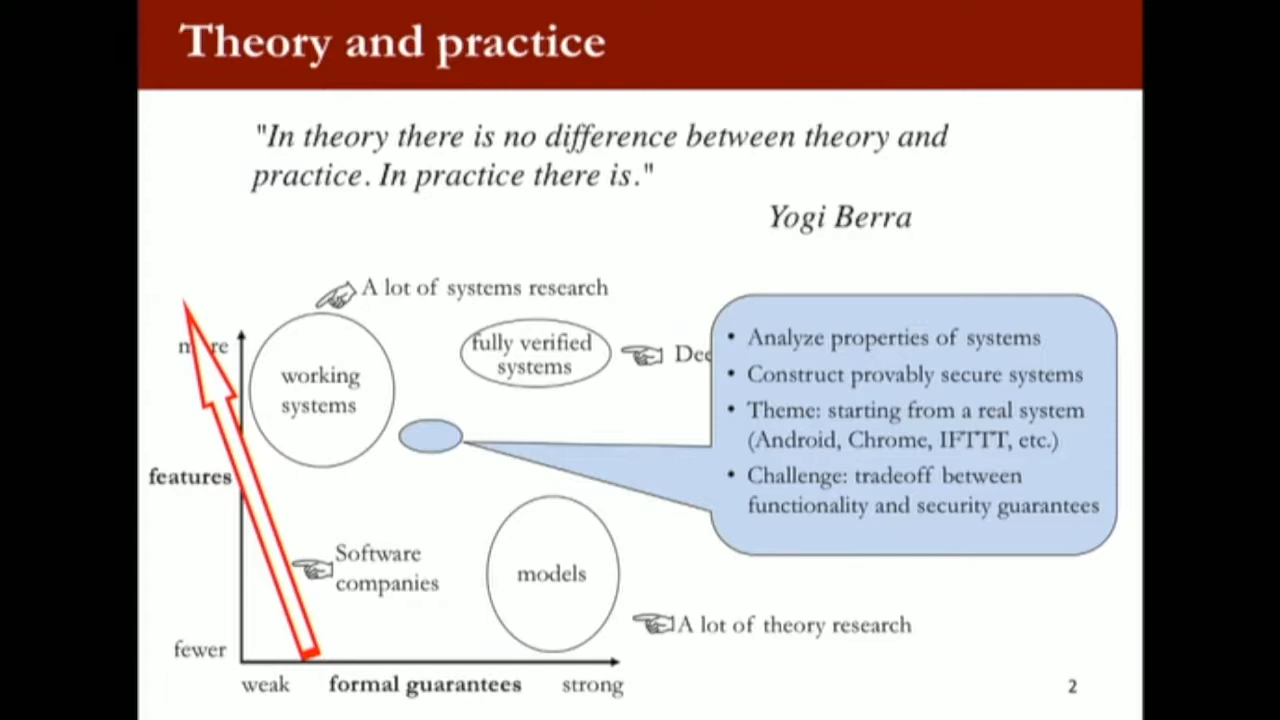 Theory and practice
"In theory there is no difference between theory and
practice. In practice there is."
Yogi Berra
A lot of systems research
working
systems
fully verified
systems
features
Software
companies
models
A lot of theory research
fewer
weak
formal guarantees
strong
• Analyze properties of systems
• Construct provably secure systems
• Theme: starting from a real system
(Android, Chrome, IFTTT, etc.)
• Challenge: tradeoff between
functionality and security guarantees
2